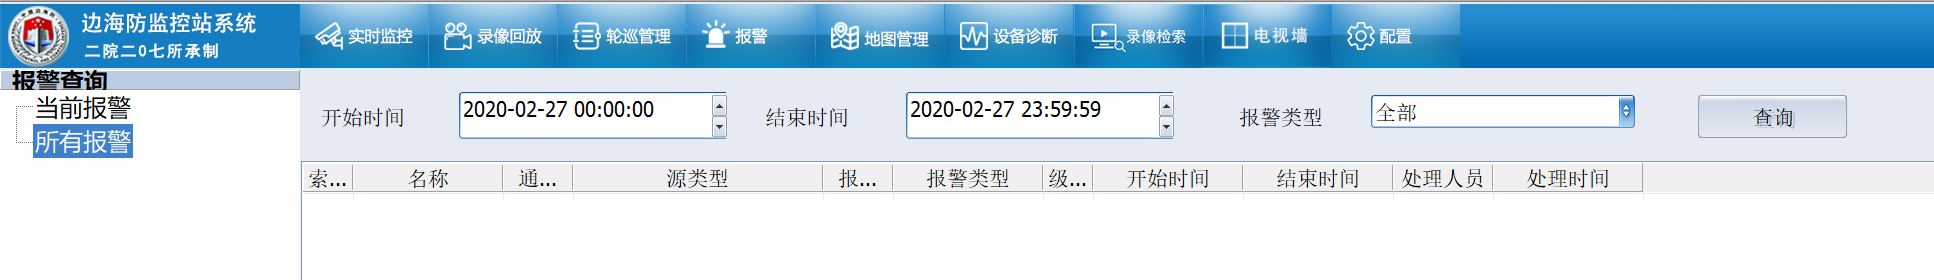 边海防监控站系统
二院二〇七所承制
实时监控 录像回放 轮巡管理 报警 地图管理 设备诊断 录像检索 电视墙 配置
报警查询
当前报警
所有报警
开始时间 2020-02-27 00:00:00 结束时间 2020-02-27 23:59:59 报警类型 全部 查询
索... 名称 通... 源类型 报... 报警类型 级... 开始时间 结束时间 处理人员 处理时间